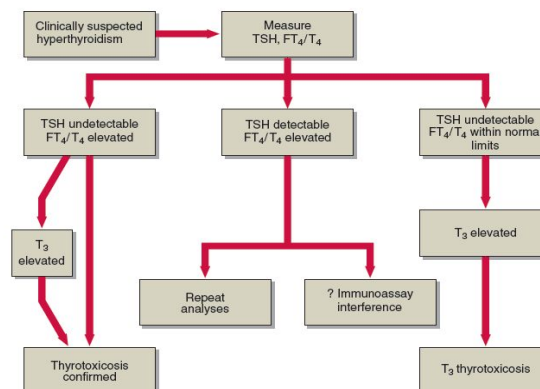 Clinically suspected
hyperthyroidism
Measure
TSH, FT₄/T₄
TSH undetectable
FT₄/T₄ elevated
TSH detectable
FT₄/T₄ elevated
TSH undetectable
FT₄/T₄ within normal
limits
T₃
elevated
T₃ elevated
Repeat
analyses
? Immunoassay
interference
Thyrotoxicosis
confirmed
T₃ thyrotoxicosis